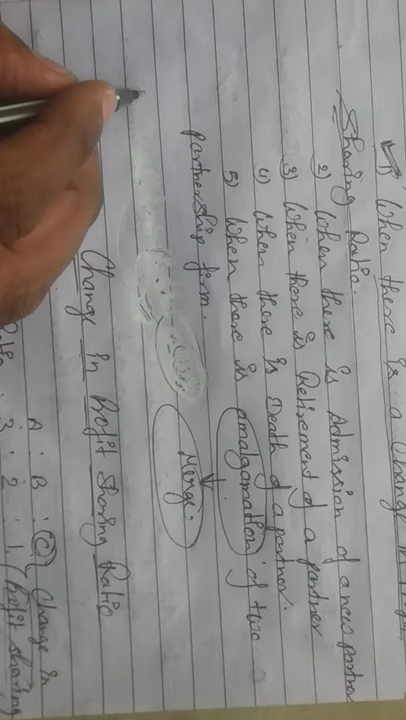 1) When there is a Change in
Sharing Ratio.
2) When there is Admission of a new partner
3) When there is Retirement of a partner
4) When there is Death of a partner.
5) When there is amalgamation of two
partnership firm.
Merge.
Change in Profit Sharing Ratio
A : B : C Change in
3 : 2 : 1 (Profit sharing